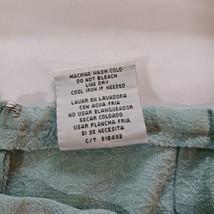 MACHINE WASH COLD
DO NOT BLEACH
LINE DRY
COOL IRON IF NEEDED
LAVAR EN LAVADORA
CON AGUA FRIA
NO USAR BLANQUEADOR
SECAR COLGADO
USAR PLANCHA FRIA
SI SE NECESITA
C/T 515492